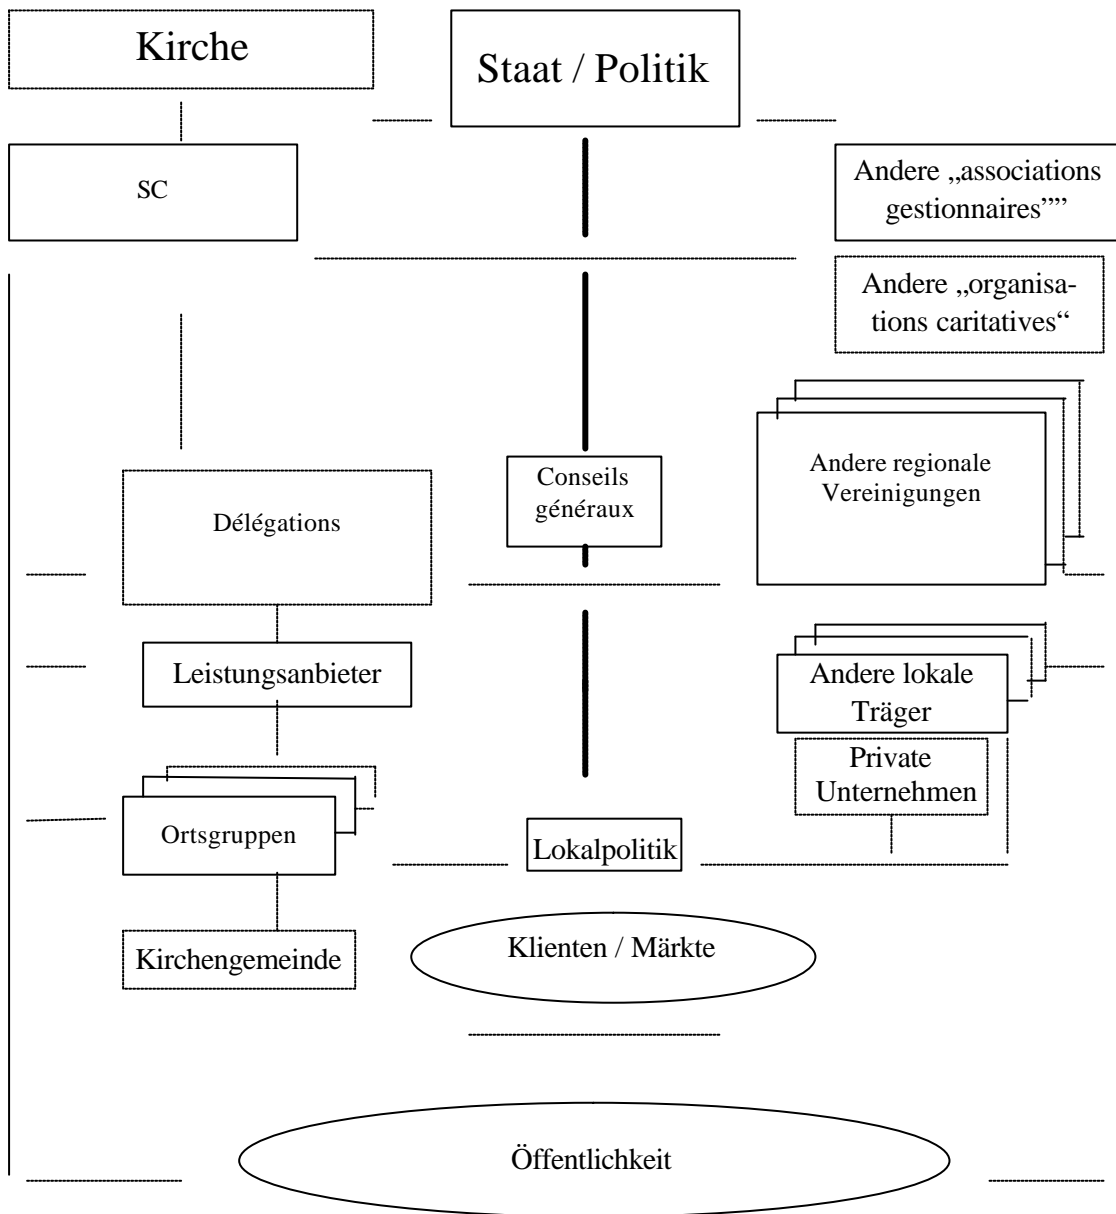 Kirche
Staat / Politik
SC
Andere „associations
gestionnaires””
Andere „organisa-
tions caritatives“
Andere regionale
Vereinigungen
Conseils
généraux
Délégations
Leistungsanbieter
Andere lokale
Träger
Private
Unternehmen
Ortsgruppen
Lokalpolitik
Kirchengemeinde
Klienten / Märkte
Öffentlichkeit